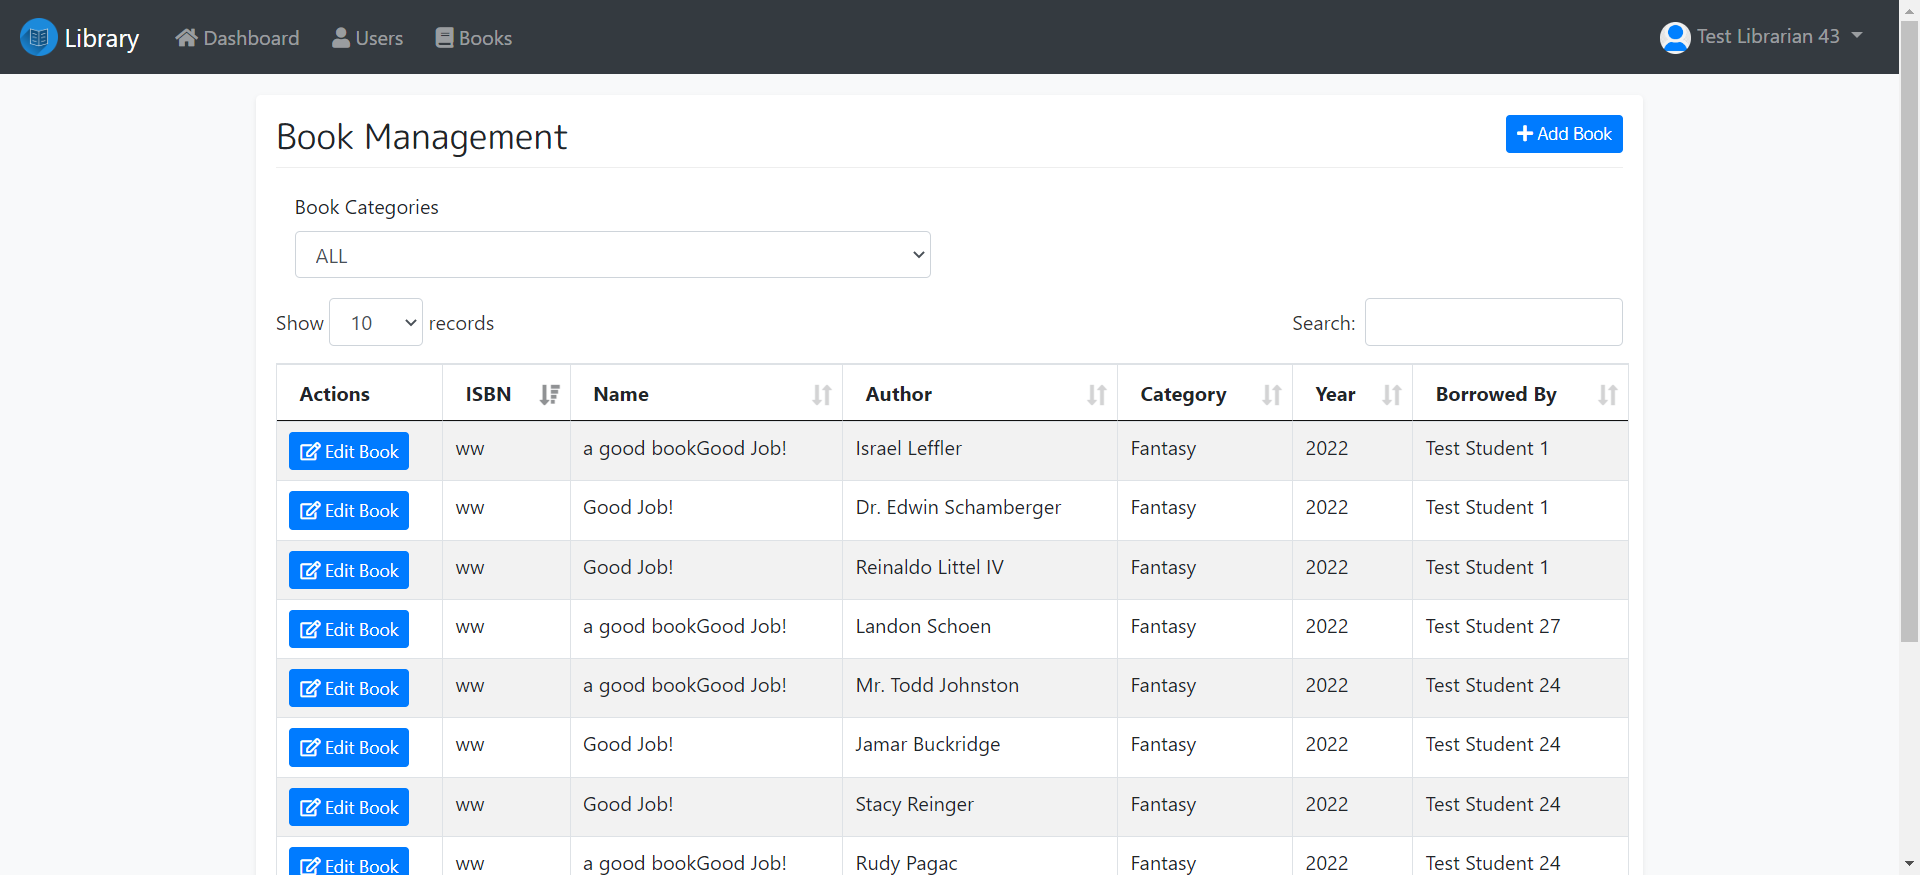 Library Dashboard Users Books Test Librarian 43
Book Management Add Book
Book Categories
ALL
Show 10 records Search:
Actions ISBN Name Author Category Year Borrowed By
Edit Book ww a good bookGood Job! Israel Leffler Fantasy 2022 Test Student 1
Edit Book ww Good Job! Dr. Edwin Schamberger Fantasy 2022 Test Student 1
Edit Book ww Good Job! Reinaldo Littel IV Fantasy 2022 Test Student 1
Edit Book ww a good bookGood Job! Landon Schoen Fantasy 2022 Test Student 27
Edit Book ww a good bookGood Job! Mr. Todd Johnston Fantasy 2022 Test Student 24
Edit Book ww Good Job! Jamar Buckridge Fantasy 2022 Test Student 24
Edit Book ww Good Job! Stacy Reinger Fantasy 2022 Test Student 24
Edit Book ww a good bookGood Job! Rudy Pagac Fantasy 2022 Test Student 24